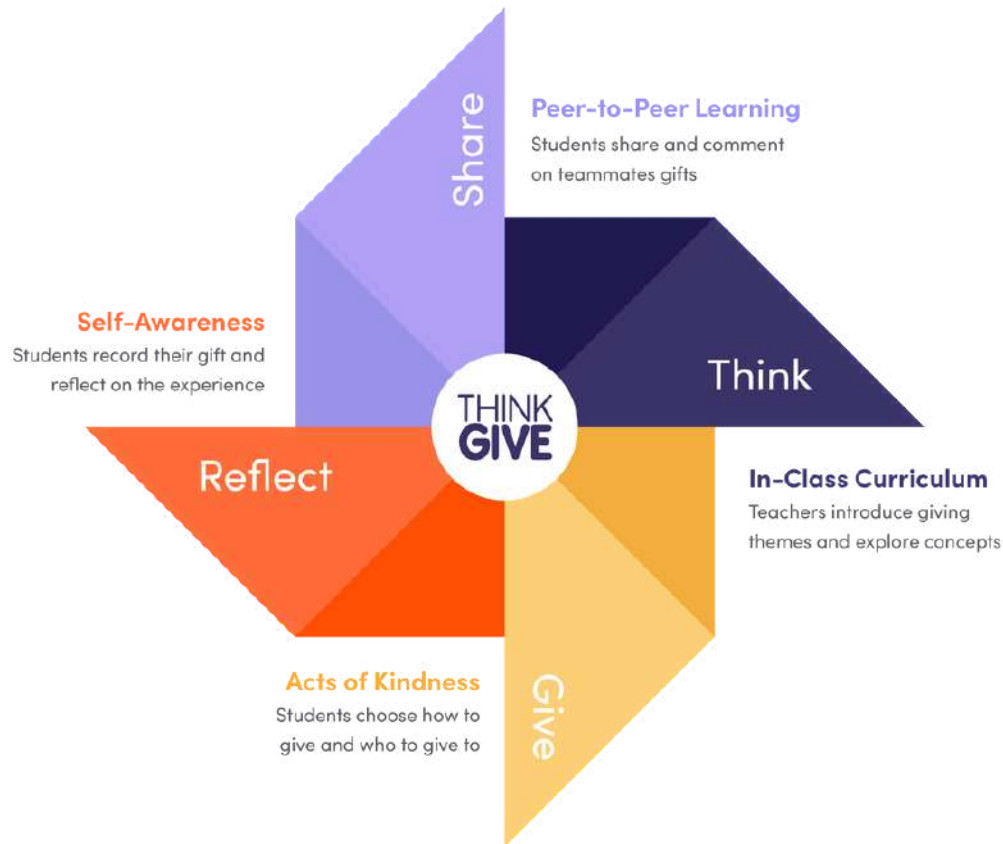 Share
Peer-to-Peer Learning
Students share and comment
on teammates gifts
Think
In-Class Curriculum
Teachers introduce giving
themes and explore concepts
Give
Acts of Kindness
Students choose how to
give and who to give to
Reflect
Self-Awareness
Students record their gift and
reflect on the experience
THINK
GIVE